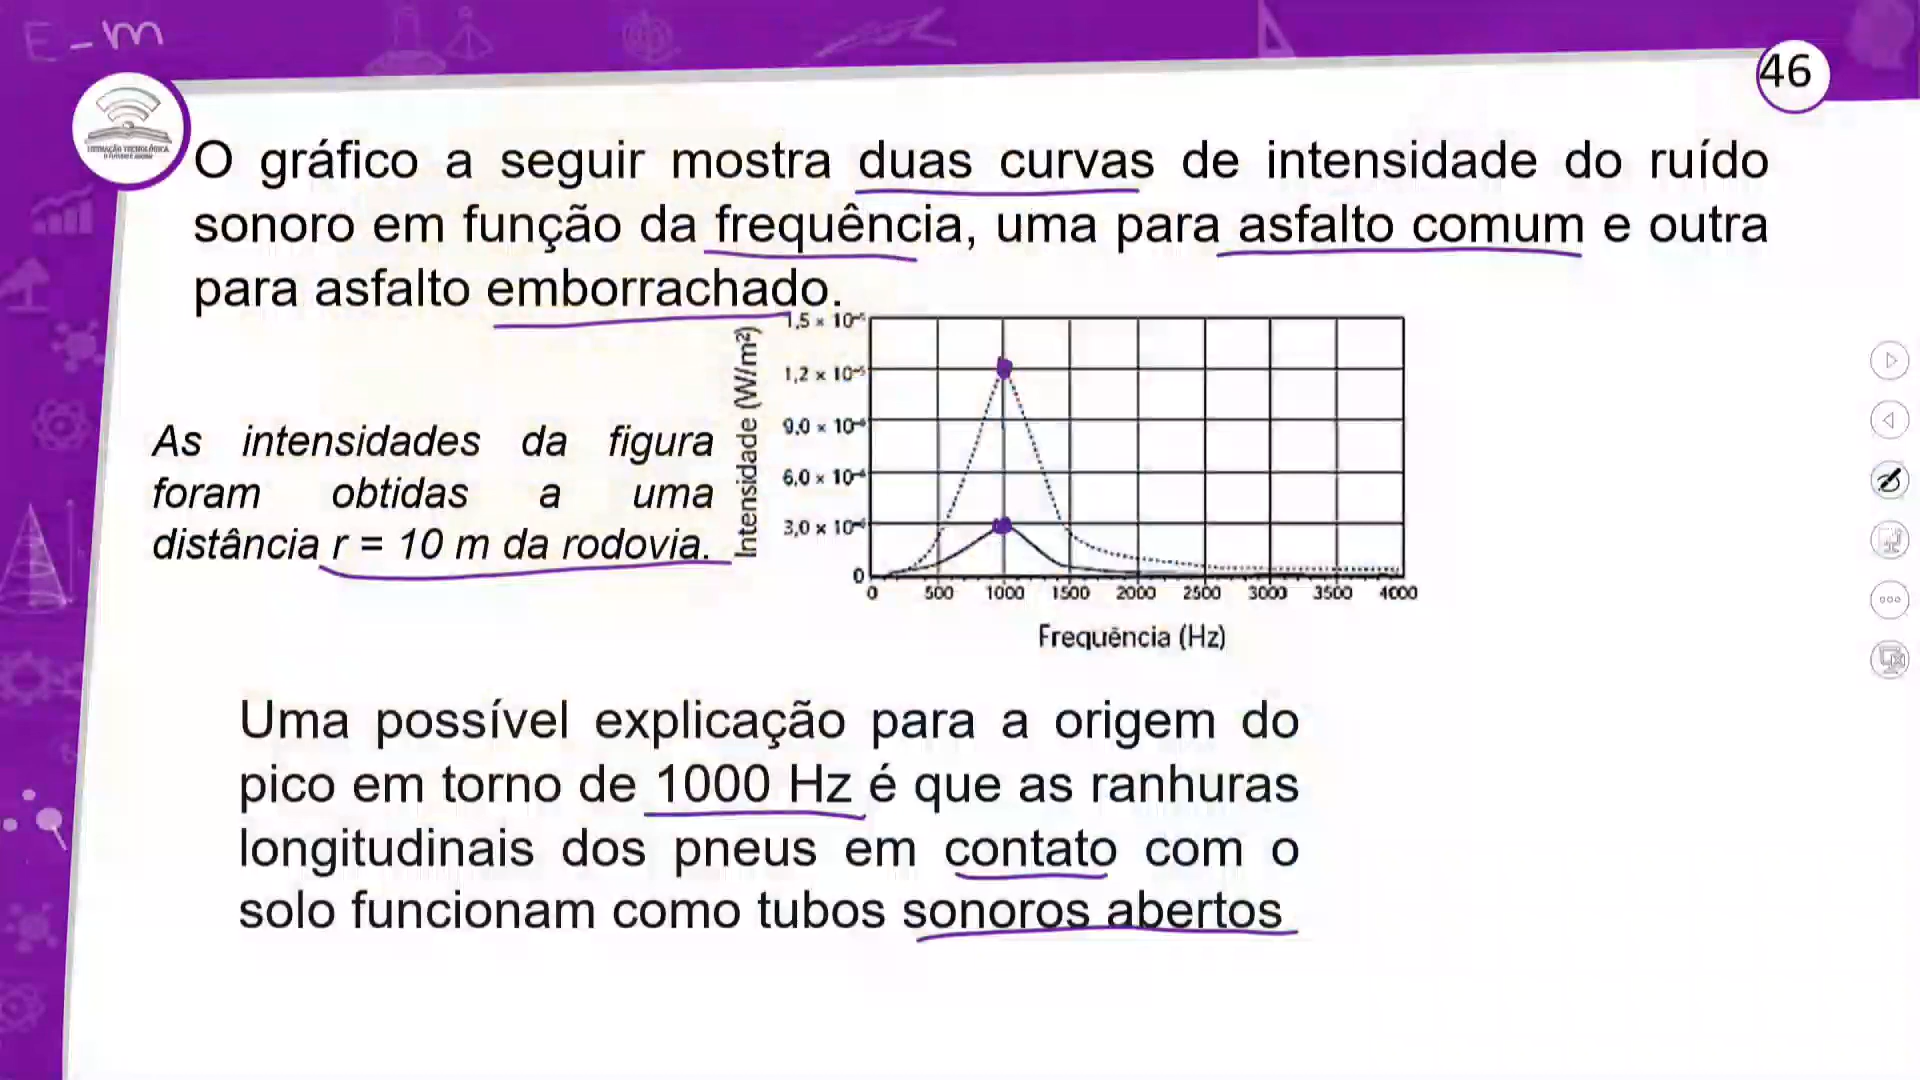 E-m
46
MEDIAÇÃO TECNOLÓGICA
O gráfico a seguir mostra duas curvas de intensidade do ruído
sonoro em função da frequência, uma para asfalto comum e outra
para asfalto emborrachado.
As intensidades da figura
foram obtidas a uma
distância r = 10 m da rodovia.
Intensidade (W/m²)
1,5 × 10⁻⁵
1,2 × 10⁻⁵
9,0 × 10⁻⁶
6,0 × 10⁻⁶
3,0 × 10⁻⁶
0
0 500 1000 1500 2000 2500 3000 3500 4000
Frequência (Hz)
Uma possível explicação para a origem do
pico em torno de 1000 Hz é que as ranhuras
longitudinais dos pneus em contato com o
solo funcionam como tubos sonoros abertos